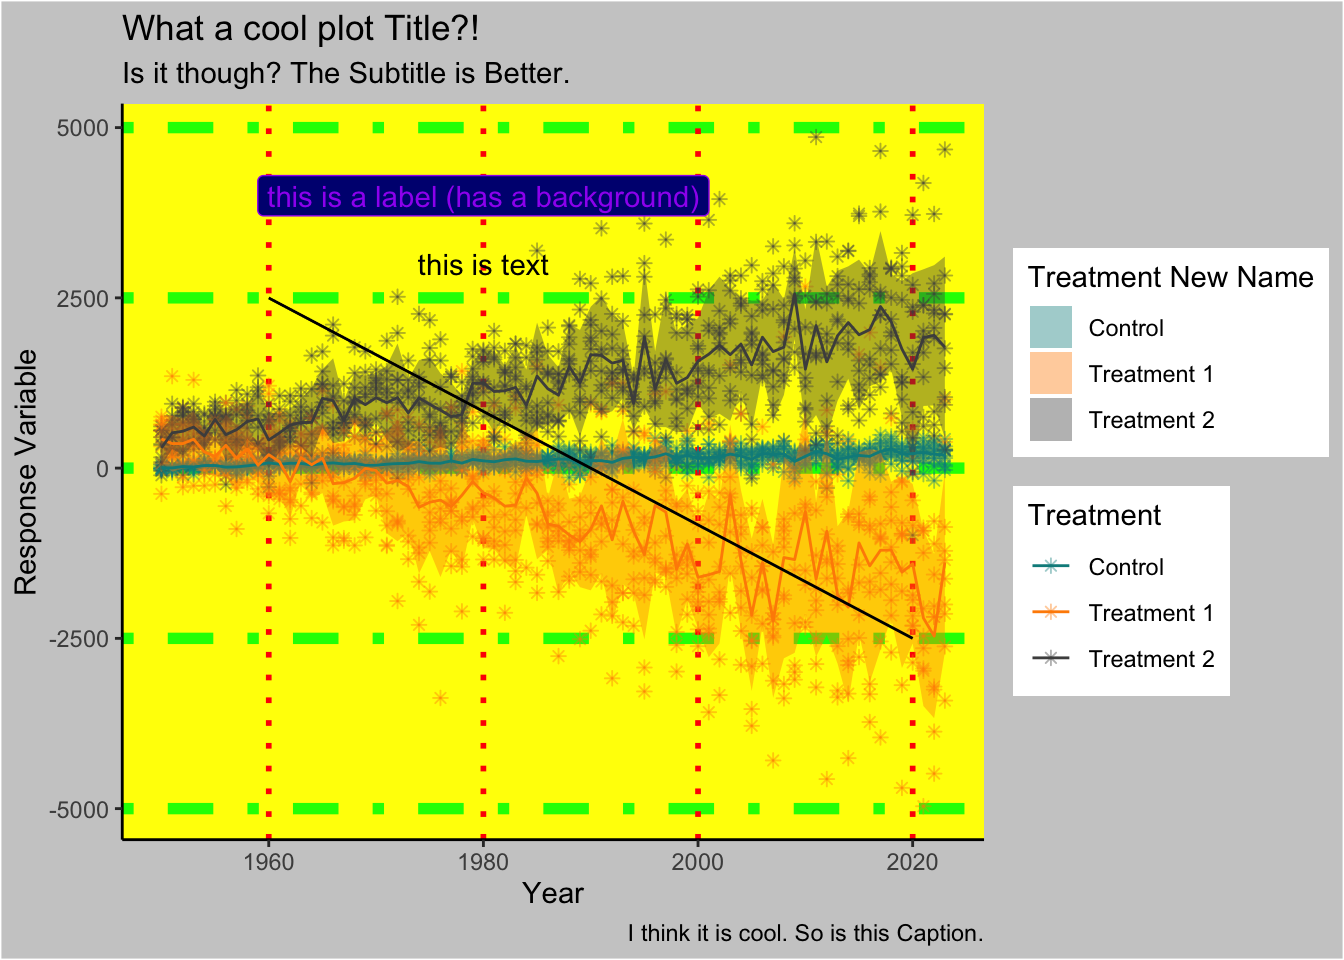 What a cool plot Title?!
Is it though? The Subtitle is Better.
Response Variable
5000
2500
0
-2500
-5000
this is a label (has a background)
this is text
1960 1980 2000 2020
Year
I think it is cool. So is this Caption.
Treatment New Name
Control
Treatment 1
Treatment 2
Treatment
Control
Treatment 1
Treatment 2